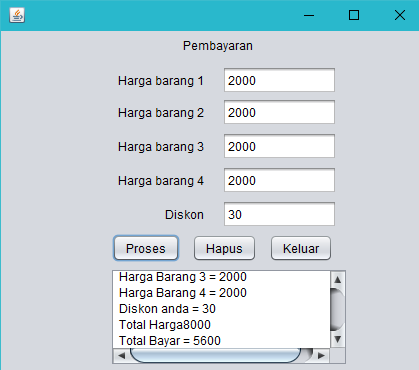 Pembayaran
Harga barang 1 2000
Harga barang 2 2000
Harga barang 3 2000
Harga barang 4 2000
Diskon 30
Proses Hapus Keluar
Harga Barang 3 = 2000
Harga Barang 4 = 2000
Diskon anda = 30
Total Harga8000
Total Bayar = 5600